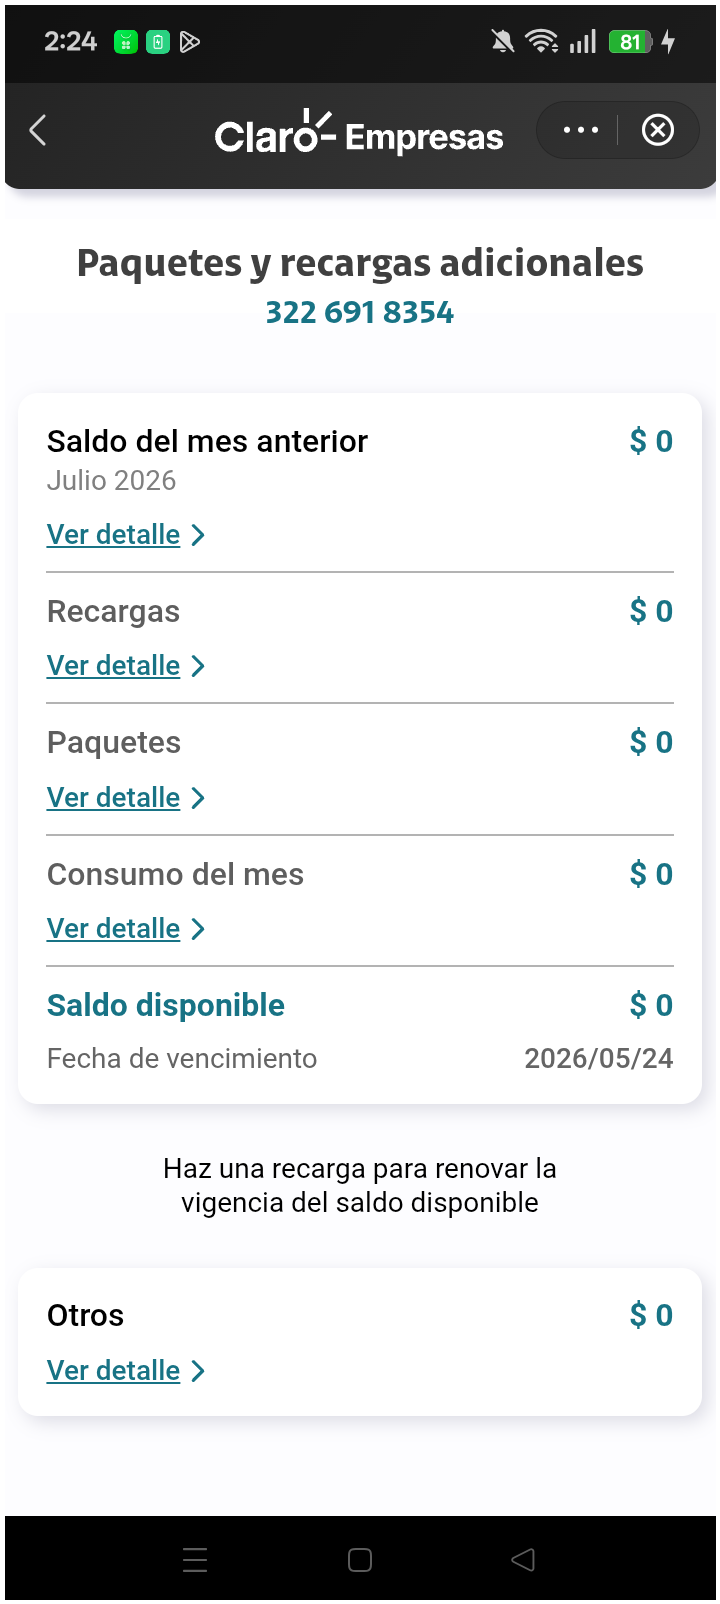 2:24
81
Claro- Empresas
Paquetes y recargas adicionales
322 691 8354
Saldo del mes anterior $ 0
Julio 2026
Ver detalle
Recargas $ 0
Ver detalle
Paquetes $ 0
Ver detalle
Consumo del mes $ 0
Ver detalle
Saldo disponible $ 0
Fecha de vencimiento 2026/05/24
Haz una recarga para renovar la
vigencia del saldo disponible
Otros $ 0
Ver detalle